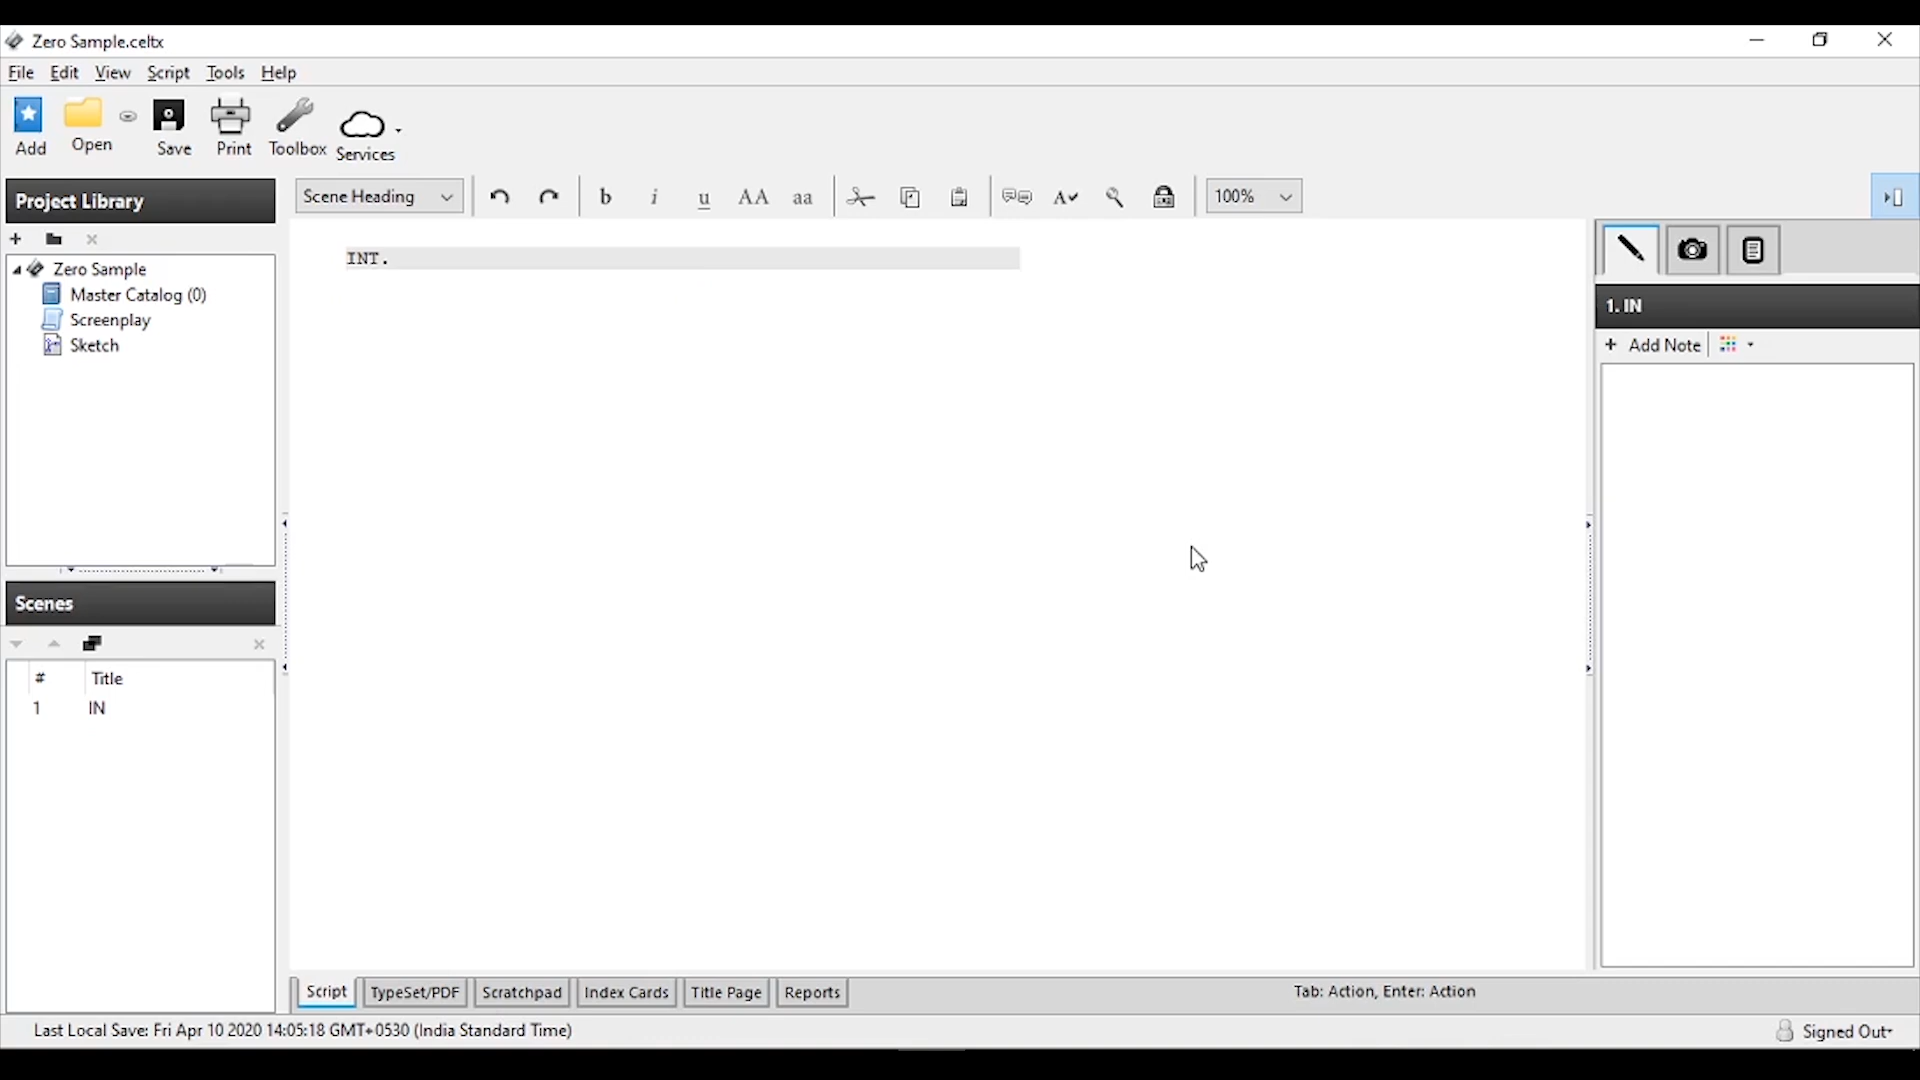 Zero Sample.celtx
File Edit View Script Tools Help
Add Open Save Print Toolbox Services
Project Library
Scene Heading b i u AA aa 100%
Zero Sample
Master Catalog (0)
Screenplay
Sketch
INT.
1. IN
+ Add Note
Scenes
# Title
1 IN
Script TypeSet/PDF Scratchpad Index Cards Title Page Reports Tab: Action, Enter: Action
Last Local Save: Fri Apr 10 2020 14:05:18 GMT+0530 (India Standard Time) Signed Out